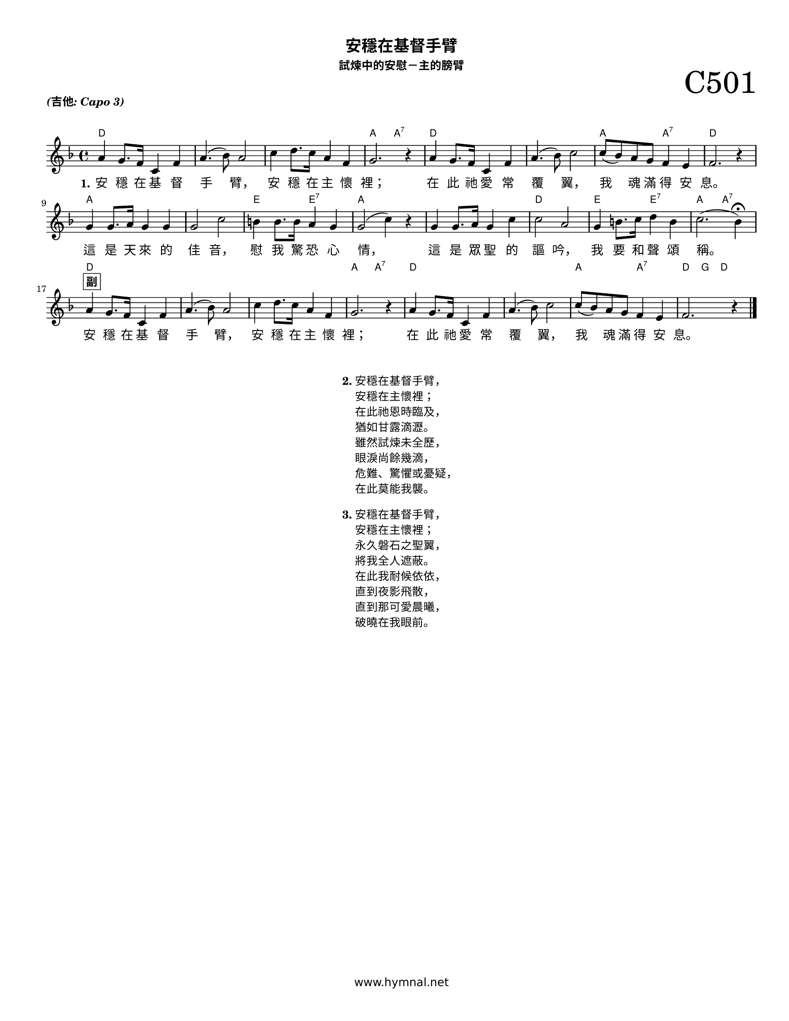 安穩在基督手臂
試煉中的安慰－主的膀臂
C501
(吉他: Capo 3)
D A A7 D A A7 D
1. 安穩在基督手臂， 安穩在主懷裡； 在此祂愛常覆翼， 我魂滿得安息。
9
A E E7 A D E E7 A A7
這是天來的佳音， 慰我驚恐心情， 這是眾聖的謳吟， 我要和聲頌稱。
D A A7 D A A7 D G D
副
17
安穩在基督手臂， 安穩在主懷裡； 在此祂愛常覆翼， 我魂滿得安息。
2. 安穩在基督手臂，
安穩在主懷裡；
在此祂恩時臨及，
猶如甘露滴瀝。
雖然試煉未全歷，
眼淚尚餘幾滴，
危難、驚懼或憂疑，
在此莫能我襲。
3. 安穩在基督手臂，
安穩在主懷裡；
永久磐石之聖翼，
將我全人遮蔽。
在此我耐候依依，
直到夜影飛散，
直到那可愛晨曦，
破曉在我眼前。
www.hymnal.net